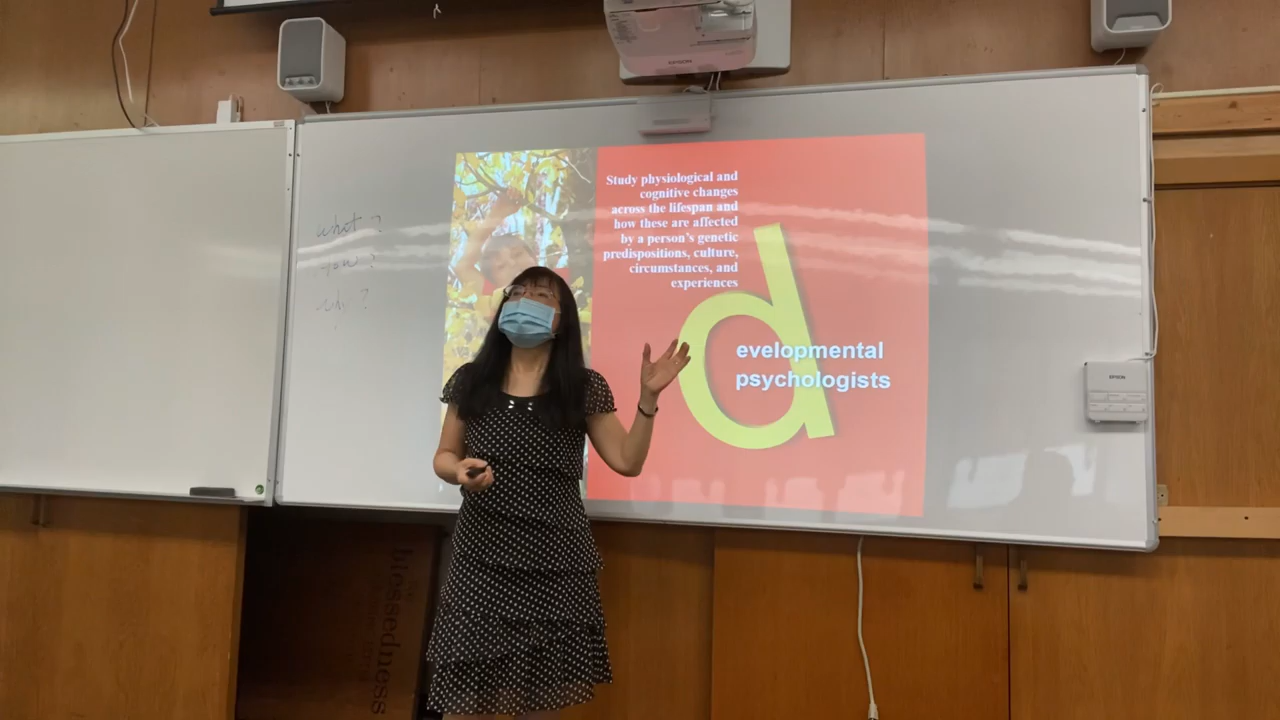 EPSON
what?
How?
why?
Study physiological and
cognitive changes
across the lifespan and
how these are affected
by a person's genetic
predispositions, culture,
circumstances, and
experiences
d
evelopmental
psychologists
EPSON
blessedness